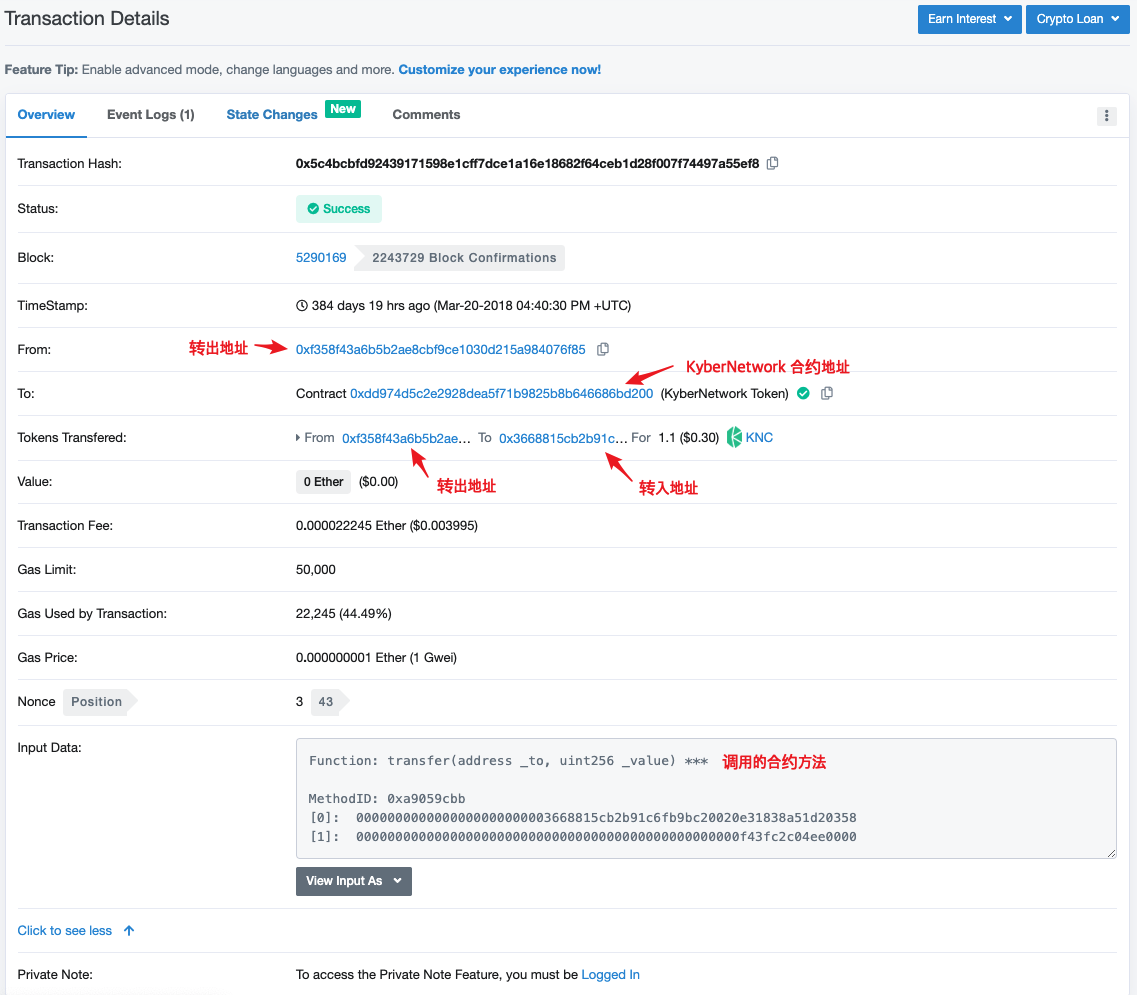 Transaction Details
Earn Interest
Crypto Loan
Feature Tip: Enable advanced mode, change languages and more. Customize your experience now!
Overview
Event Logs (1)
State Changes
New
Comments
Transaction Hash: 0x5c4bcbfd92439171598e1cff7dce1a16e18682f64ceb1d28f007f74497a55ef8
Status: Success
Block: 5290169 2243729 Block Confirmations
TimeStamp: 384 days 19 hrs ago (Mar-20-2018 04:40:30 PM +UTC)
From: 转出地址 0xf358f43a6b5b2ae8cbf9ce1030d215a984076f85
KyberNetwork 合约地址
To: Contract 0xdd974d5c2e2928dea5f71b9825b8b646686bd200 (KyberNetwork Token)
Tokens Transfered: From 0xf358f43a6b5b2ae... To 0x3668815cb2b91c... For 1.1 ($0.30) KNC
Value: 0 Ether ($0.00) 转出地址 转入地址
Transaction Fee: 0.000022245 Ether ($0.003995)
Gas Limit: 50,000
Gas Used by Transaction: 22,245 (44.49%)
Gas Price: 0.000000001 Ether (1 Gwei)
Nonce Position 3 43
Input Data:
Function: transfer(address _to, uint256 _value) *** 调用的合约方法
MethodID: 0xa9059cbb
[0]: 0000000000000000000000003668815cb2b91c6fb9bc20020e31838a51d20358
[1]: 0000000000000000000000000000000000000000000000000f43fc2c04ee0000
View Input As
Click to see less
Private Note: To access the Private Note Feature, you must be Logged In